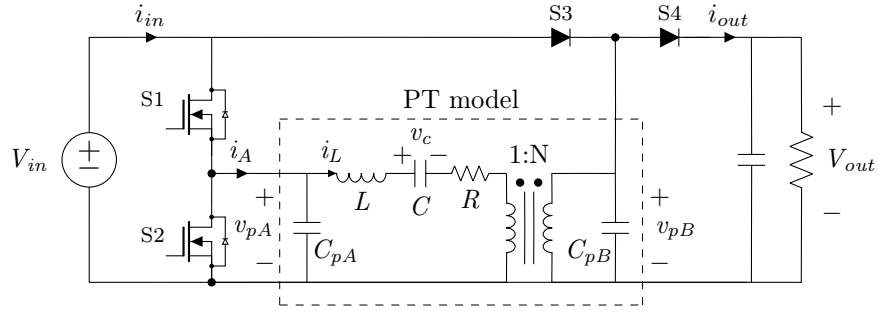 i_in
S3
S4
i_out
S1
PT model
v_c
1:N
+
V_in
+
−
i_A
i_L
+
−
+
V_out
−
L
C
R
S2
+
v_pA
−
C_pA
C_pB
+
v_pB
−